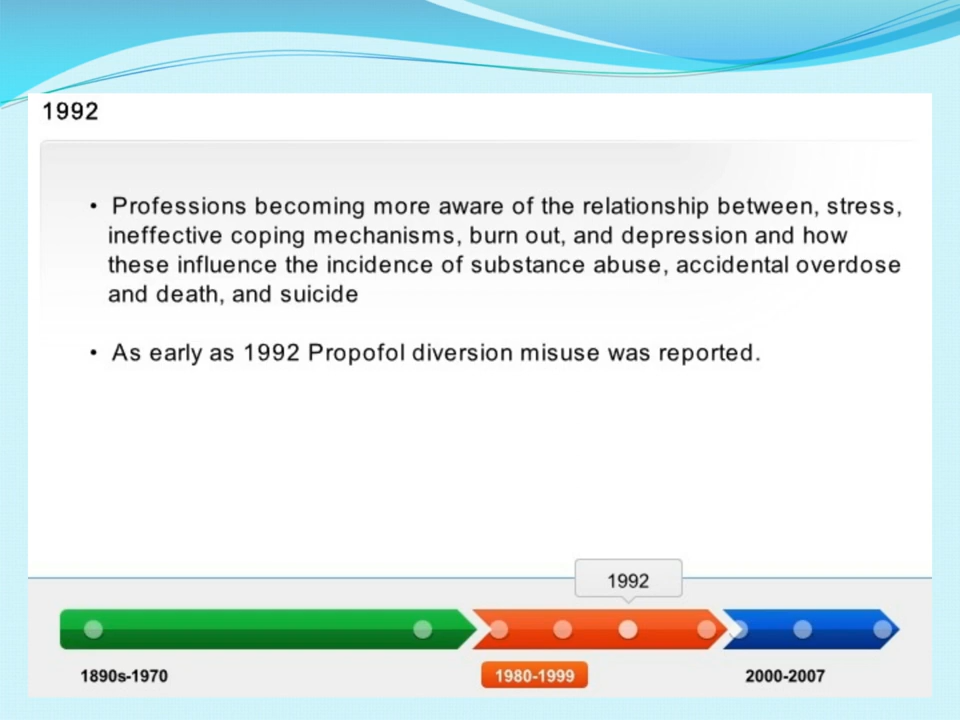 1992
• Professions becoming more aware of the relationship between, stress,
ineffective coping mechanisms, burn out, and depression and how
these influence the incidence of substance abuse, accidental overdose
and death, and suicide
• As early as 1992 Propofol diversion misuse was reported.
1992
1890s-1970
1980-1999
2000-2007